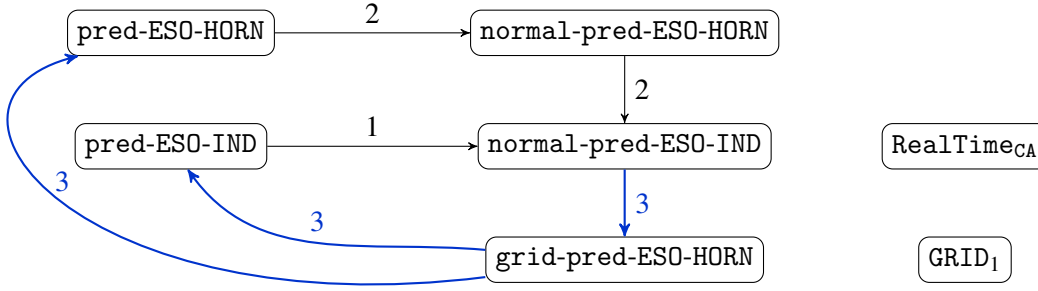 pred-ESO-HORN 2 normal-pred-ESO-HORN
2
pred-ESO-IND 1 normal-pred-ESO-IND RealTime_CA
3 3 3
grid-pred-ESO-HORN GRID₁